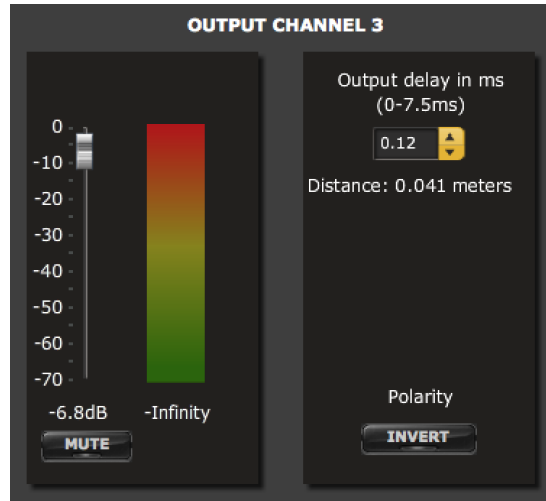 OUTPUT CHANNEL 3
0
-10
-20
-30
-40
-50
-60
-70
-6.8dB
-Infinity
MUTE
Output delay in ms
(0-7.5ms)
0.12
Distance: 0.041 meters
Polarity
INVERT